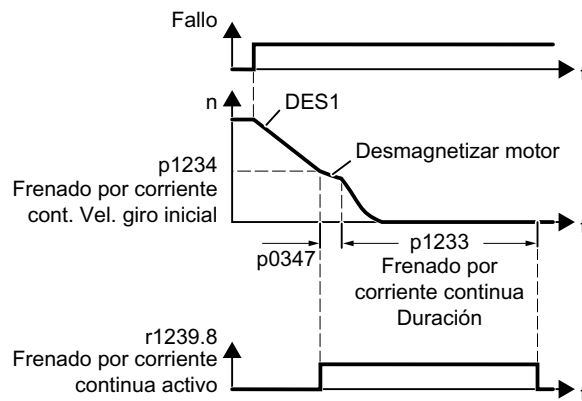 Fallo
t
n
DES1
Desmagnetizar motor
p1234
Frenado por corriente
cont. Vel. giro inicial
t
p0347
p1233
Frenado por
corriente continua
Duración
r1239.8
Frenado por corriente
continua activo
t